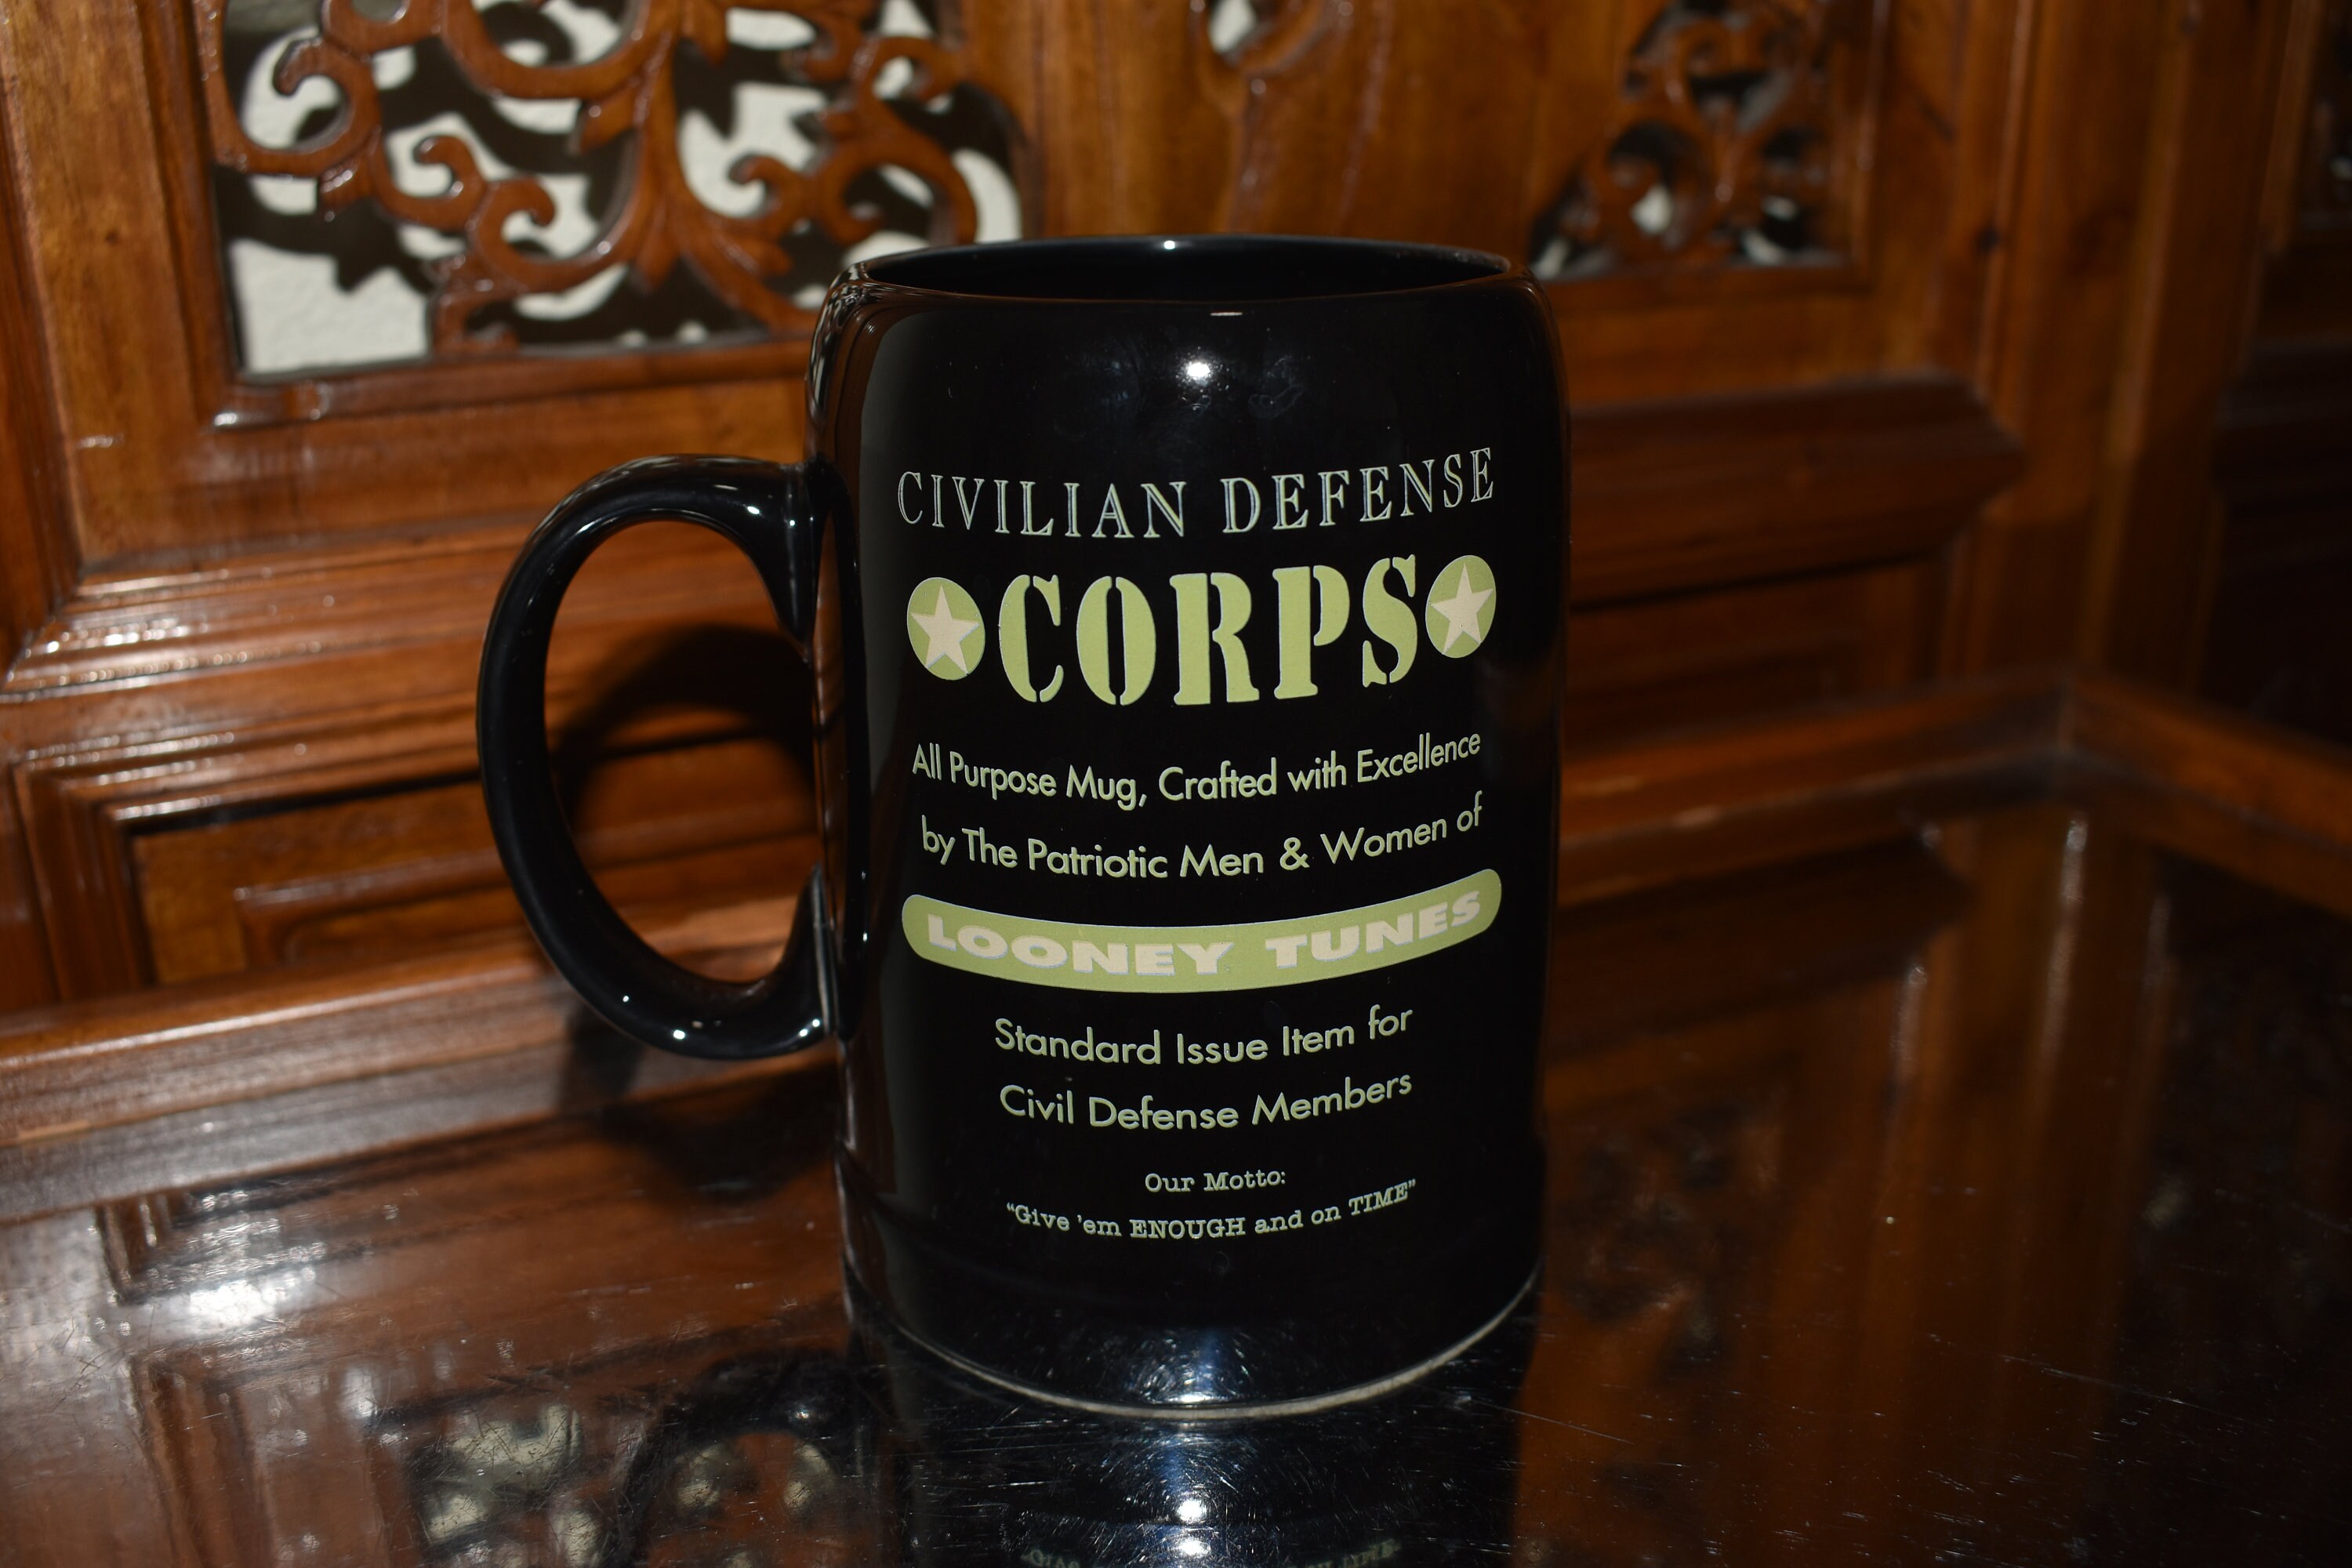 CIVILIAN DEFENSE
CORPS
All Purpose Mug, Crafted with Excellence
by The Patriotic Men & Women of
LOONEY TUNES
Standard Issue Item for
Civil Defense Members
Our Motto:
“Give 'em ENOUGH and on TIME”